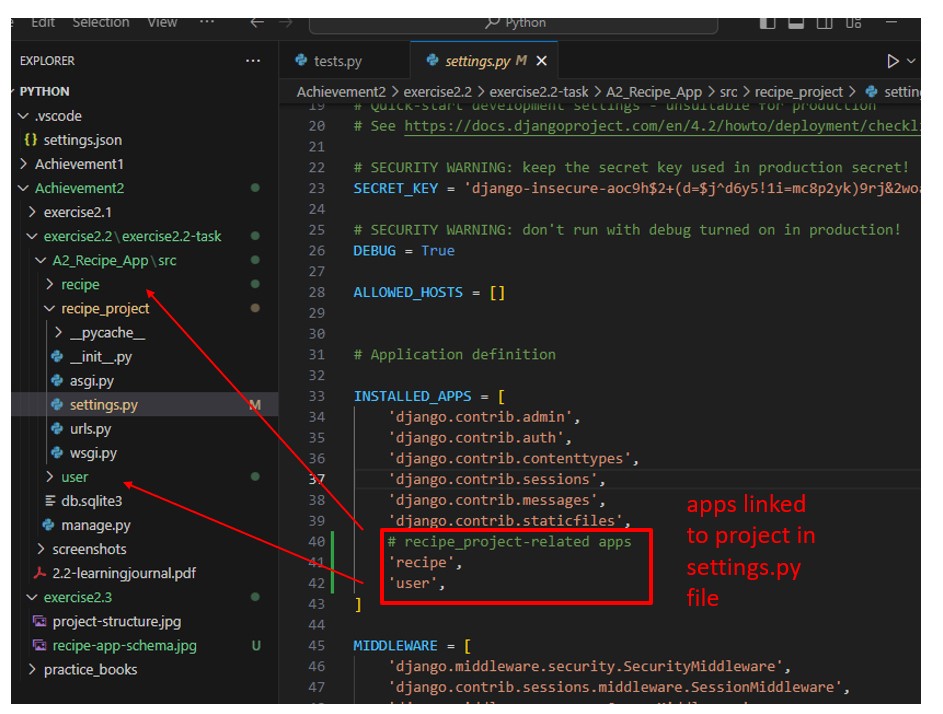 Edit Selection View ... Python
EXPLORER ...
PYTHON
.vscode
settings.json
Achievement1
Achievement2
exercise2.1
exercise2.2\exercise2.2-task
A2_Recipe_App\src
recipe
recipe_project
__pycache__
__init__.py
asgi.py
settings.py M
urls.py
wsgi.py
user
db.sqlite3
manage.py
screenshots
2.2-learningjournal.pdf
exercise2.3
project-structure.jpg
recipe-app-schema.jpg U
practice_books
tests.py settings.py M
Achievement2 > exercise2.2 > exercise2.2-task > A2_Recipe_App > src > recipe_project >
19 # Quick-start development settings - unsuitable for production
20 # See https://docs.djangoproject.com/en/4.2/howto/deployment/
21
22 # SECURITY WARNING: keep the secret key used in production secret!
23 SECRET_KEY = 'django-insecure-aoc9h$2+(d=$j^d6y5!1i=mc8p2yk)9rj&2wo
24
25 # SECURITY WARNING: don't run with debug turned on in production!
26 DEBUG = True
27
28 ALLOWED_HOSTS = []
29
30
31 # Application definition
32
33 INSTALLED_APPS = [
34 'django.contrib.admin',
35 'django.contrib.auth',
36 'django.contrib.contenttypes',
37 'django.contrib.sessions',
38 'django.contrib.messages',
39 'django.contrib.staticfiles',
40 # recipe_project-related apps
41 'recipe',
42 'user',
43 ]
44
45 MIDDLEWARE = [
46 'django.middleware.security.SecurityMiddleware',
47 'django.contrib.sessions.middleware.SessionMiddleware',
apps linked
to project in
settings.py
file